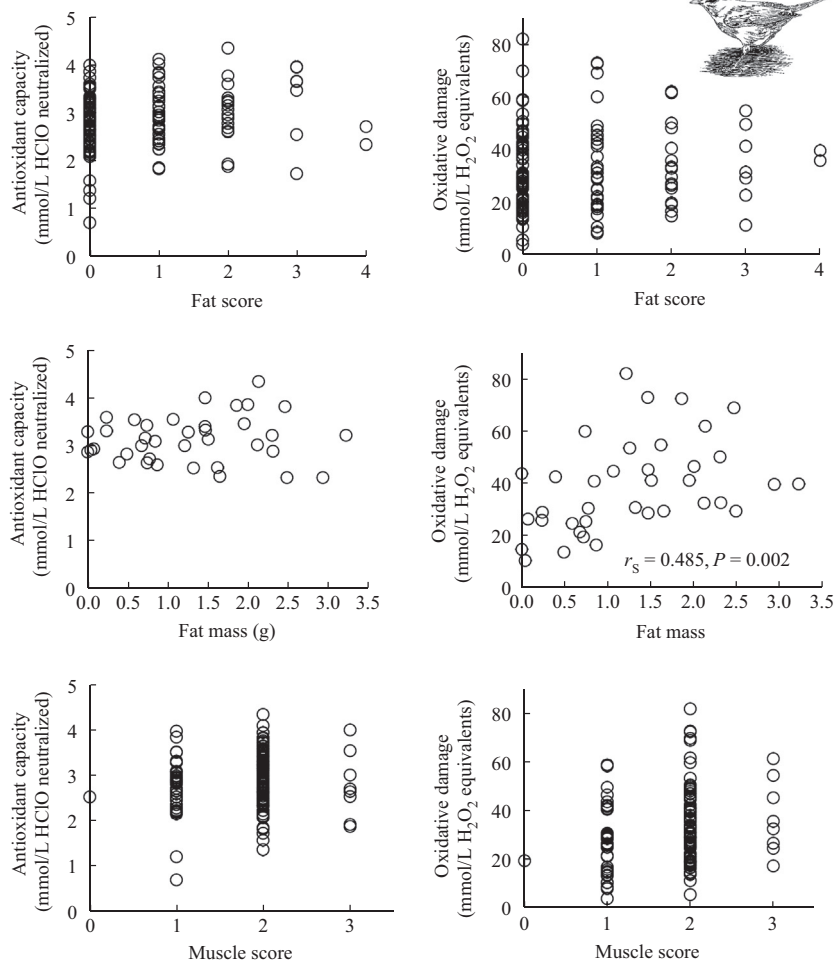 Antioxidant capacity
(mmol/L HClO neutralized)
5
4
3
2
1
0
0 1 2 3 4
Fat score
Oxidative damage
(mmol/L H₂O₂ equivalents)
80
60
40
20
0
0 1 2 3 4
Fat score
Antioxidant capacity
(mmol/L HClO neutralized)
5
4
3
2
1
0
0.0 0.5 1.0 1.5 2.0 2.5 3.0 3.5
Fat mass (g)
Oxidative damage
(mmol/L H₂O₂ equivalents)
80
60
40
20
0
r_S = 0.485, P = 0.002
0.0 0.5 1.0 1.5 2.0 2.5 3.0 3.5
Fat mass
Antioxidant capacity
(mmol/L HClO neutralized)
5
4
3
2
1
0
0 1 2 3
Muscle score
Oxidative damage
(mmol/L H₂O₂ equivalents)
80
60
40
20
0
0 1 2 3
Muscle score